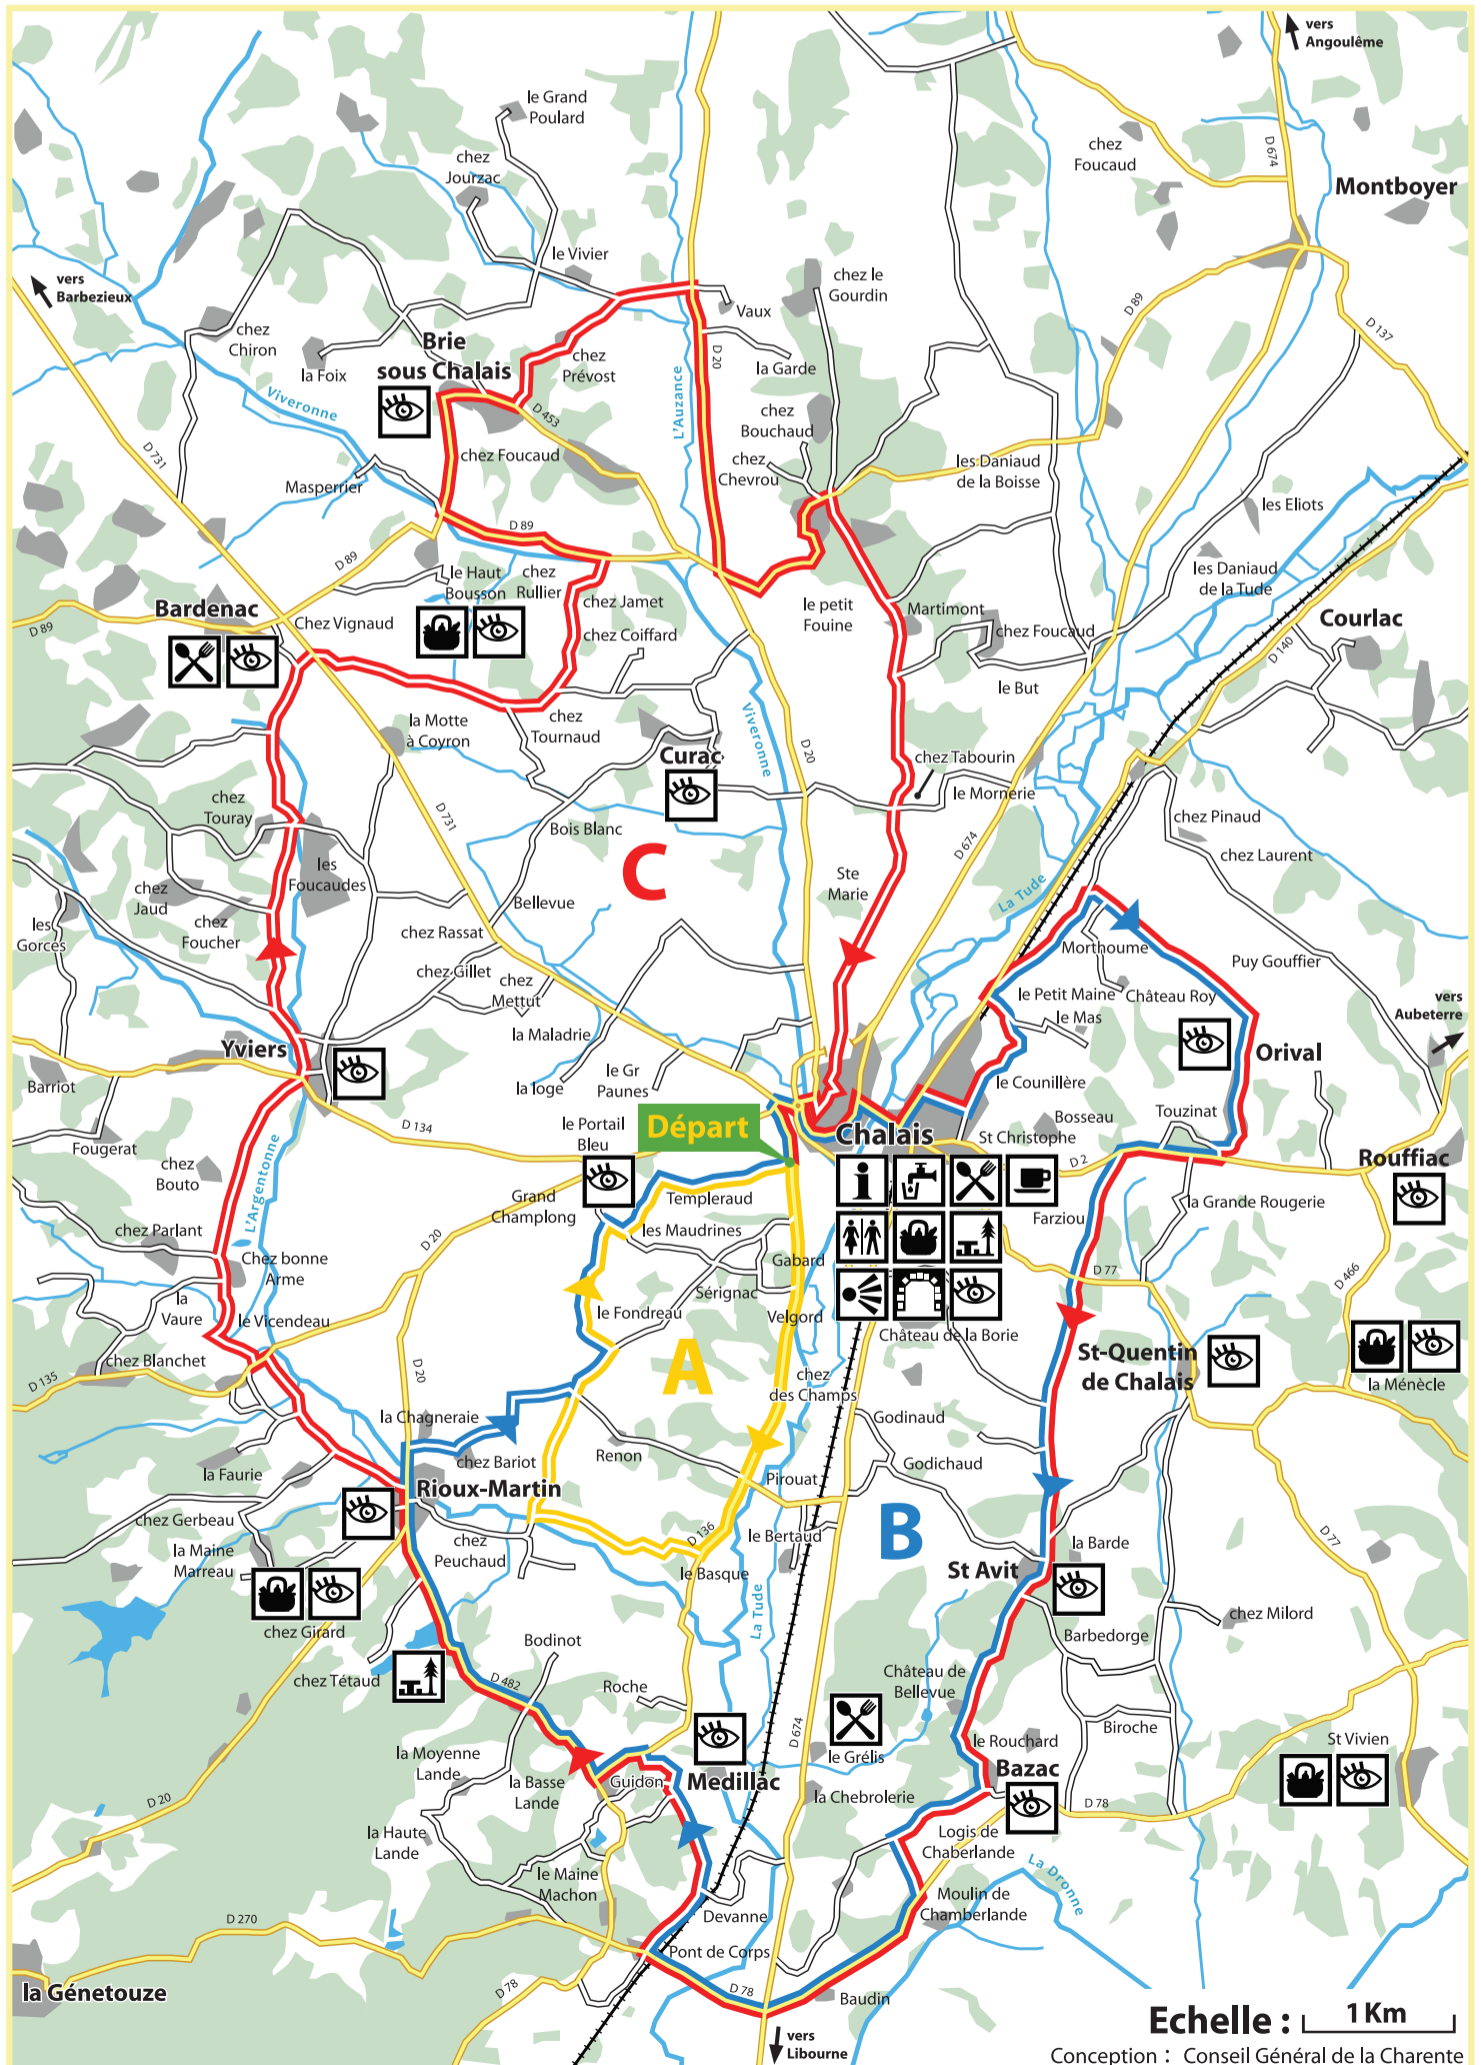 vers
Angoulême
le Grand
Poulard
chez
Foucaud
D 674
chez
Jourzac
Montboyer
le Vivier
vers
Barbezieux
chez le
Gourdin
Vaux
D 89
D 137
chez
Chiron
Brie
sous Chalais
la Foix
chez
Prévost
D 20
la Garde
L'Auzance
Viveronne
D 453
chez
Bouchaud
D 731
chez Foucaud
chez
Chevrou
les Daniaud
de la Boisse
Masperrier
les Eliots
D 89
D 89
le Haut
Bousson
chez
Rullier
les Daniaud
de la Tude
Bardenac
D 89
Chez Vignaud
chez Jamet
le petit
Fouine
Martimont
chez Foucaud
Courlac
chez Coiffard
D 140
le But
la Motte
à Coyron
chez
Tournaud
Viveronne
Curac
D 20
chez Tabourin
chez
Touray
le Mornerie
D 731
Bois Blanc
chez Pinaud
D 674
C
les
Foucaudes
Ste
Marie
chez Laurent
chez
Jaud
Bellevue
La Tude
les
Gorces
chez
Foucher
chez Rassat
Morthoume
Puy Gouffier
chez Gillet
chez
Mettut
le Petit Maine
Château Roy
vers
Aubeterre
la Maladrie
le Mas
Yviers
Orival
Barriot
la loge
le Gr
Paunes
le Counillère
D 134
le Portail
Bleu
Départ
Chalais
Bosseau
Touzinat
St Christophe
Fougerat
chez
Bouto
D 2
Rouffiac
L'Argentonne
Grand
Champlong
Templeraud
la Grande Rougerie
Farziou
chez Parlant
les Maudrines
D 20
Chez bonne
Arme
Gabard
D 77
D 466
Sérignac
la
Vaure
le Vicendeau
le Fondreau
Velgord
Château de la Borie
chez Blanchet
A
St-Quentin
de Chalais
D 135
D 20
chez
des Champs
la Ménècle
la Chagneraie
Godinaud
la Faurie
chez Bariot
Renon
Godichaud
Rioux-Martin
Pirouat
chez Gerbeau
le Bertaud
B
D 136
D 77
la Maine
Marreau
chez
Peuchaud
le Basque
la Barde
St Avit
La Tude
chez Girard
chez Milord
Barbedorge
Bodinot
chez Tétaud
D 482
Roche
Château de
Bellevue
D 674
la Moyenne
Lande
le Grélis
le Rouchard
Biroche
St Vivien
la Basse
Lande
Guidon
Medillac
Bazac
D 20
la Chebrolerie
D 78
la Haute
Lande
Logis de
Chaberlande
le Maine
Machon
La Dronne
Moulin de
Chamberlande
D 270
Devanne
Pont de Corps
la Génetouze
D 78
D 78
Baudin
Echelle :
1 Km
vers
Libourne
Conception : Conseil Général de la Charente